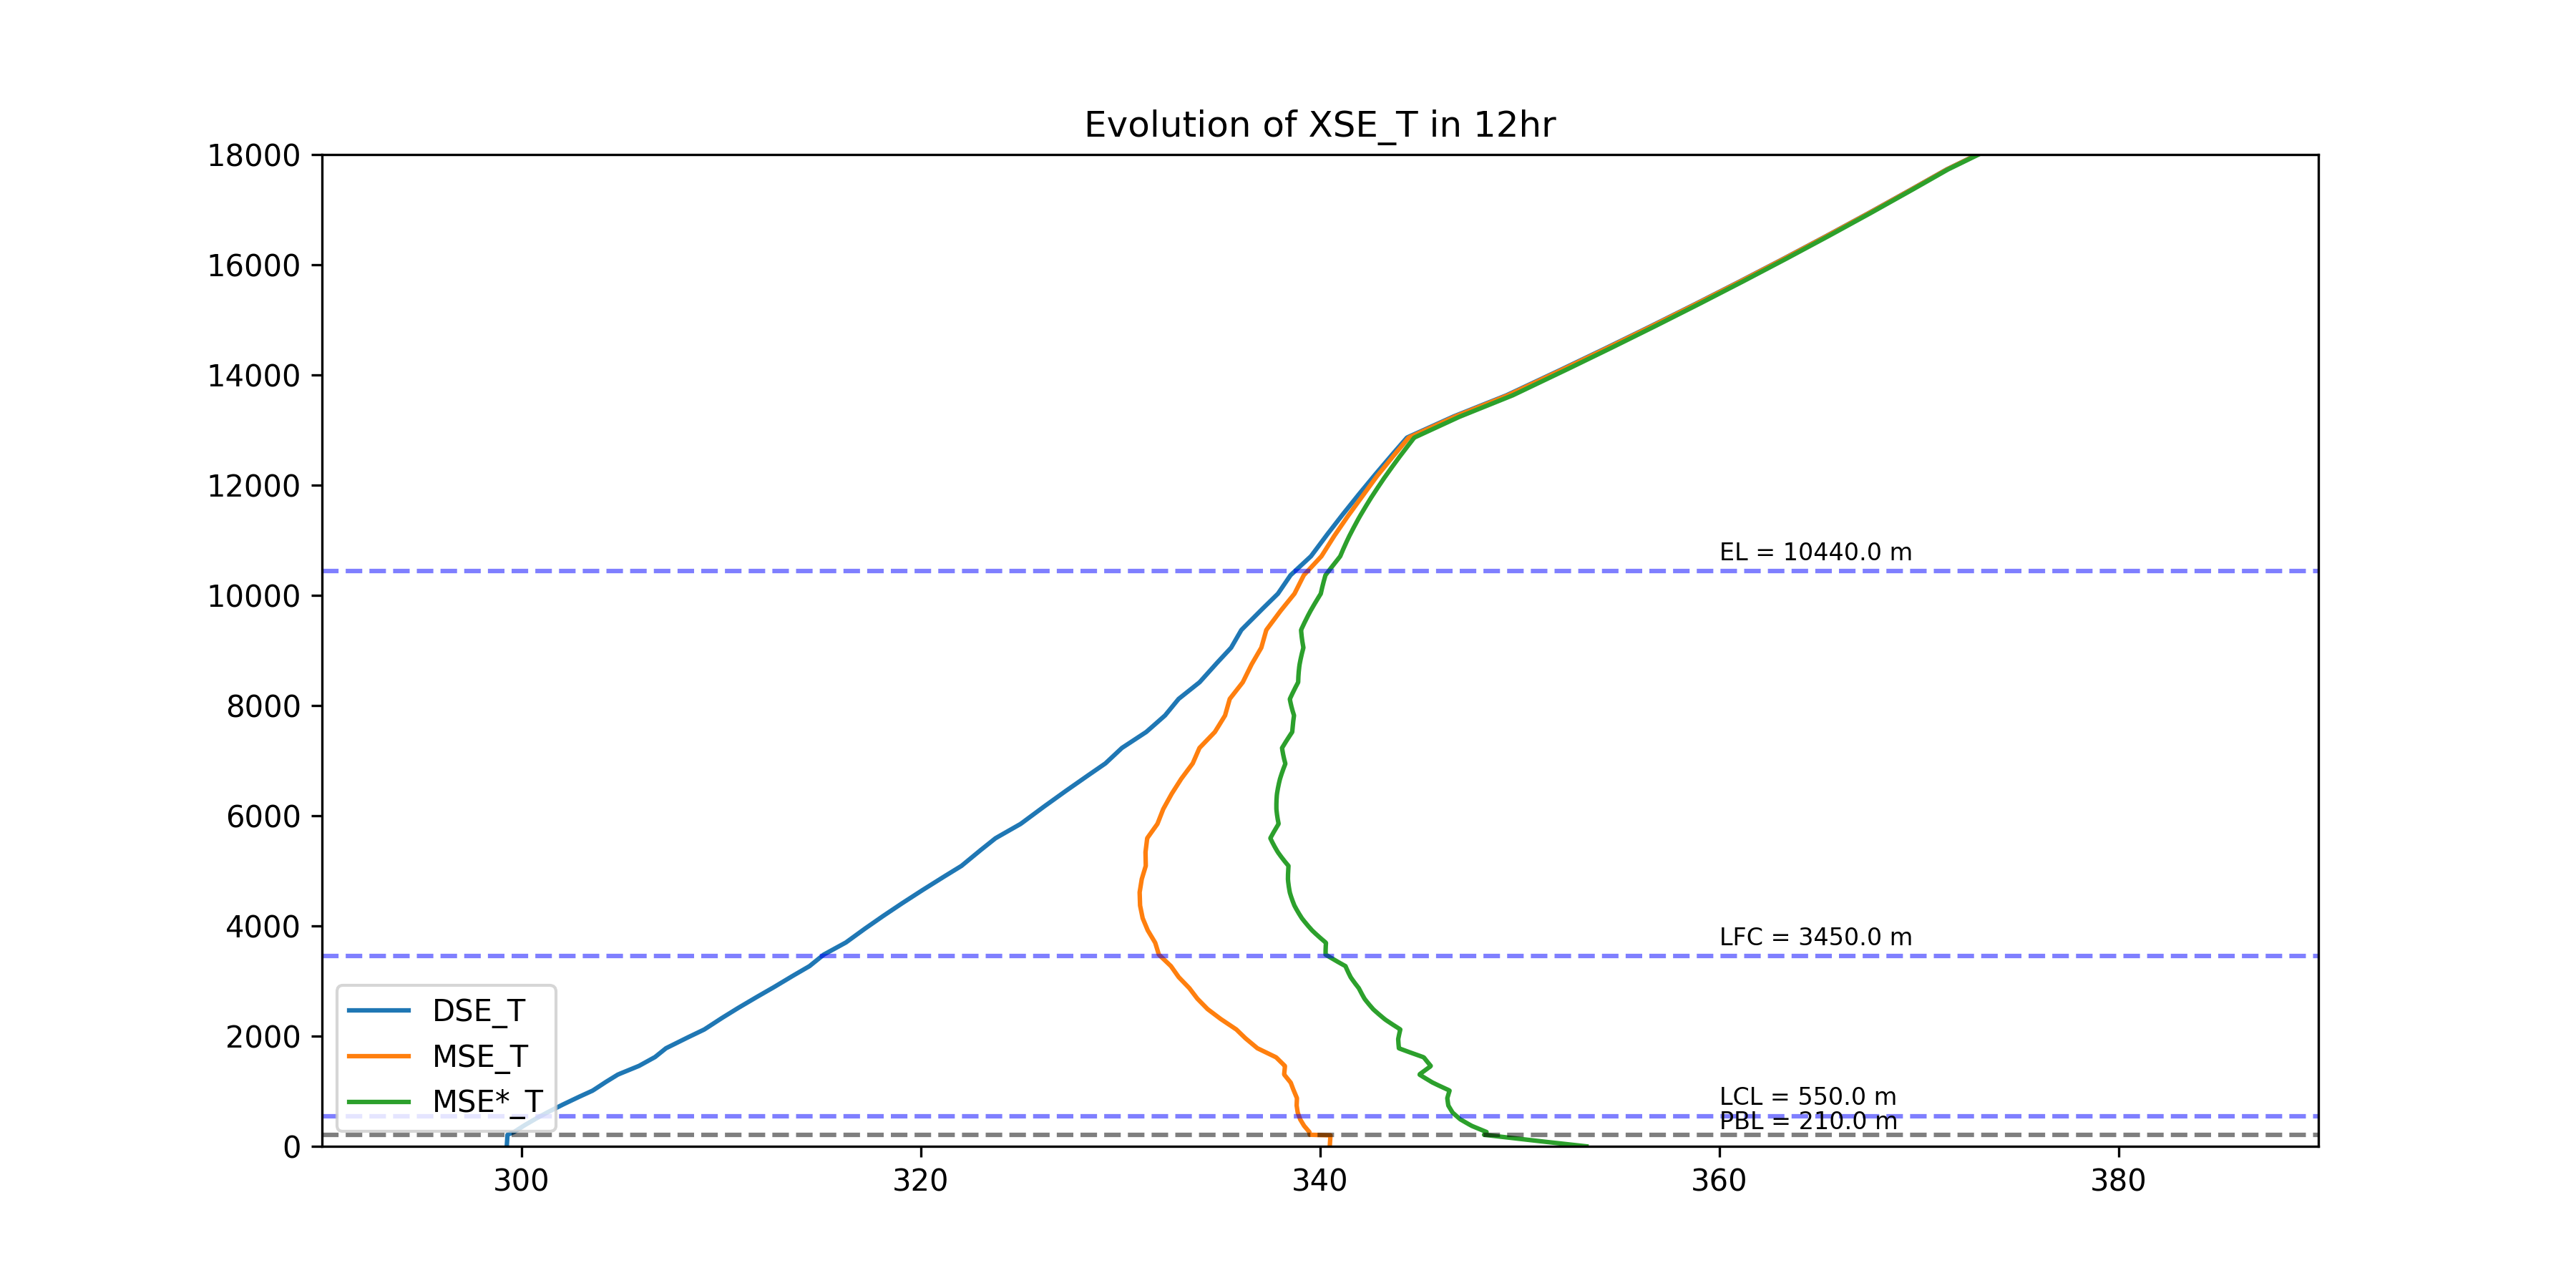 Evolution of XSE_T in 12hr
18000
16000
14000
12000
EL = 10440.0 m
10000
8000
6000
4000
LFC = 3450.0 m
DSE_T
2000
MSE_T
MSE*_T
LCL = 550.0 m
PBL = 210.0 m
0
300 320 340 360 380